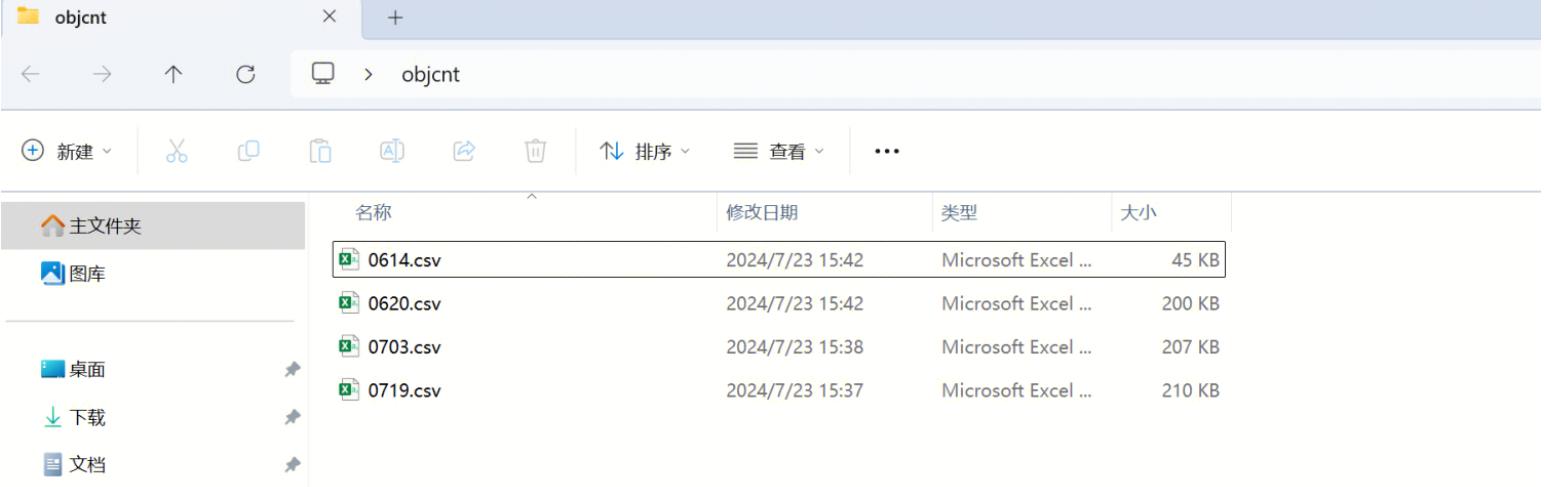 objcnt
objcnt
新建 排序 查看
名称 修改日期 类型 大小
主文件夹
0614.csv 2024/7/23 15:42 Microsoft Excel ... 45 KB
图库
0620.csv 2024/7/23 15:42 Microsoft Excel ... 200 KB
0703.csv 2024/7/23 15:38 Microsoft Excel ... 207 KB
桌面
0719.csv 2024/7/23 15:37 Microsoft Excel ... 210 KB
下载
文档